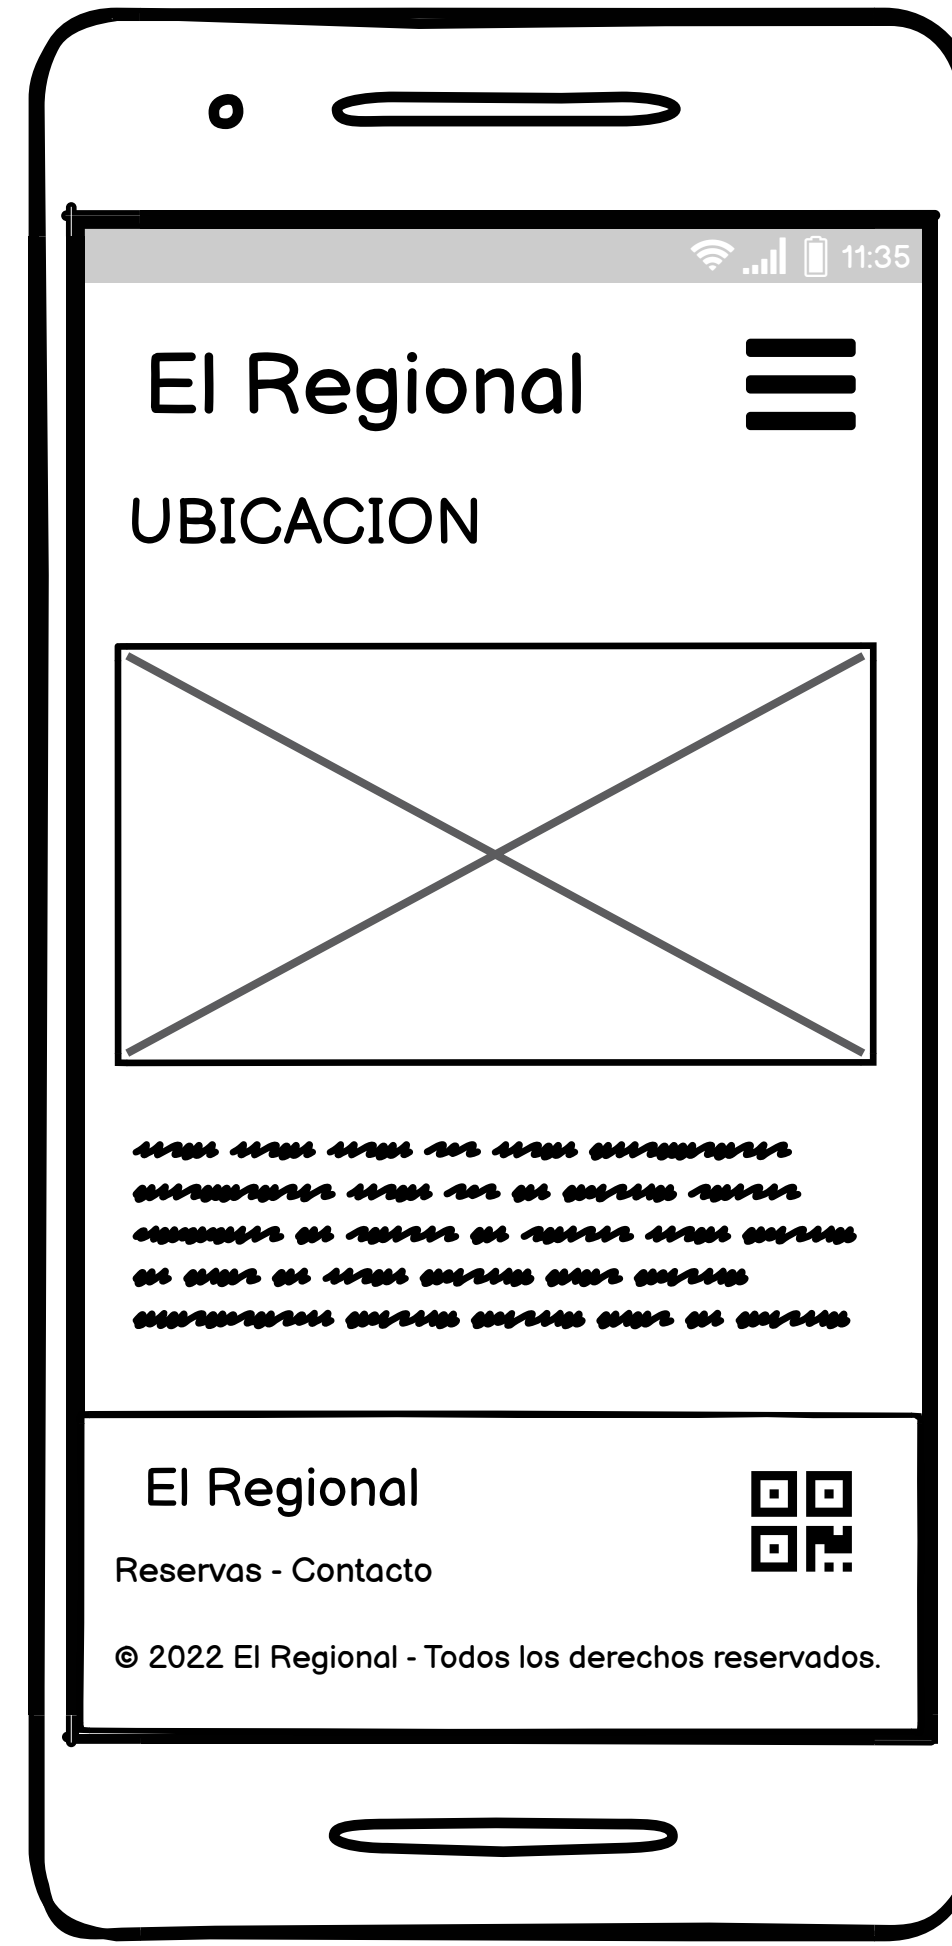 11:35
El Regional
UBICACION
El Regional
Reservas - Contacto
© 2022 El Regional - Todos los derechos reservados.